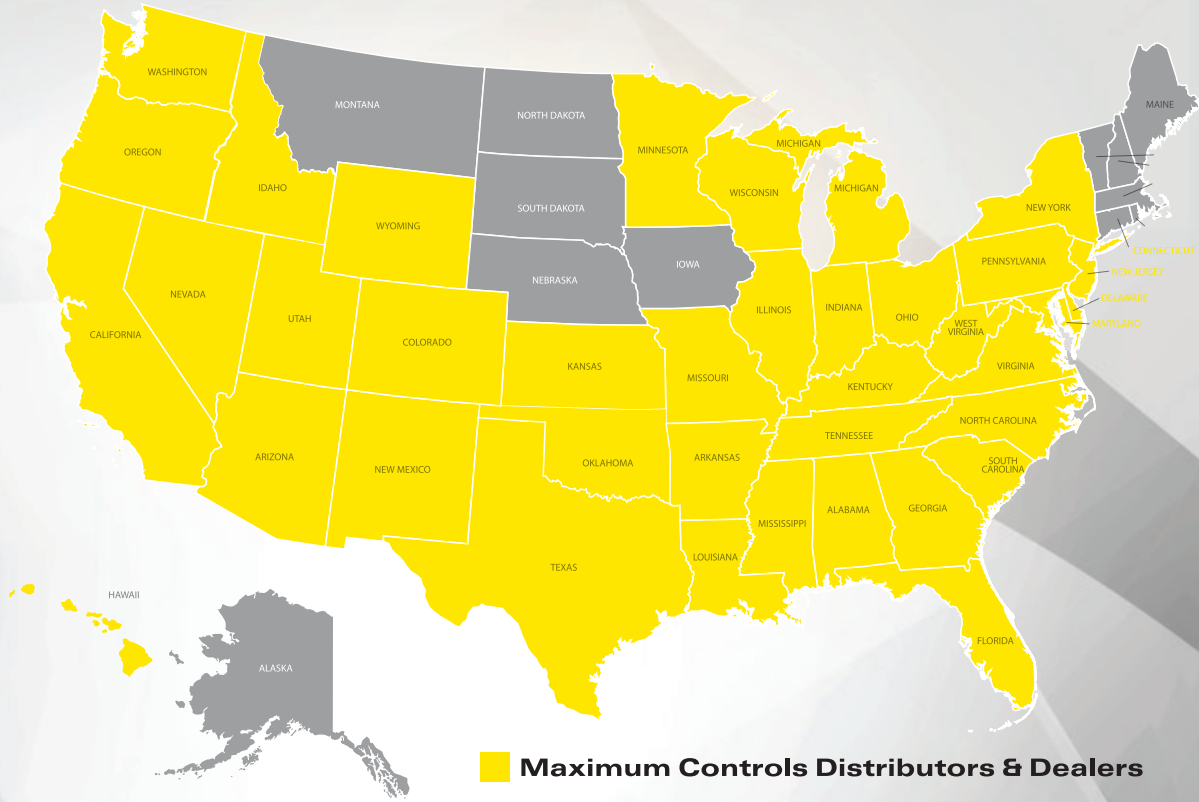 WASHINGTON
MONTANA
NORTH DAKOTA
MAINE
OREGON
MINNESOTA
MICHIGAN
IDAHO
MICHIGAN
WISCONSIN
SOUTH DAKOTA
NEW YORK
WYOMING
CONNECTICUT
PENNSYLVANIA
IOWA
NEW JERSEY
NEBRASKA
NEVADA
DELAWARE
ILLINOIS
INDIANA
OHIO
UTAH
WEST
VIRGINIA
MARYLAND
CALIFORNIA
COLORADO
KANSAS
VIRGINIA
MISSOURI
KENTUCKY
NORTH CAROLINA
TENNESSEE
ARIZONA
NEW MEXICO
OKLAHOMA
ARKANSAS
SOUTH
CAROLINA
MISSISSIPPI
ALABAMA
GEORGIA
LOUISIANA
TEXAS
HAWAII
FLORIDA
ALASKA
Maximum Controls Distributors & Dealers